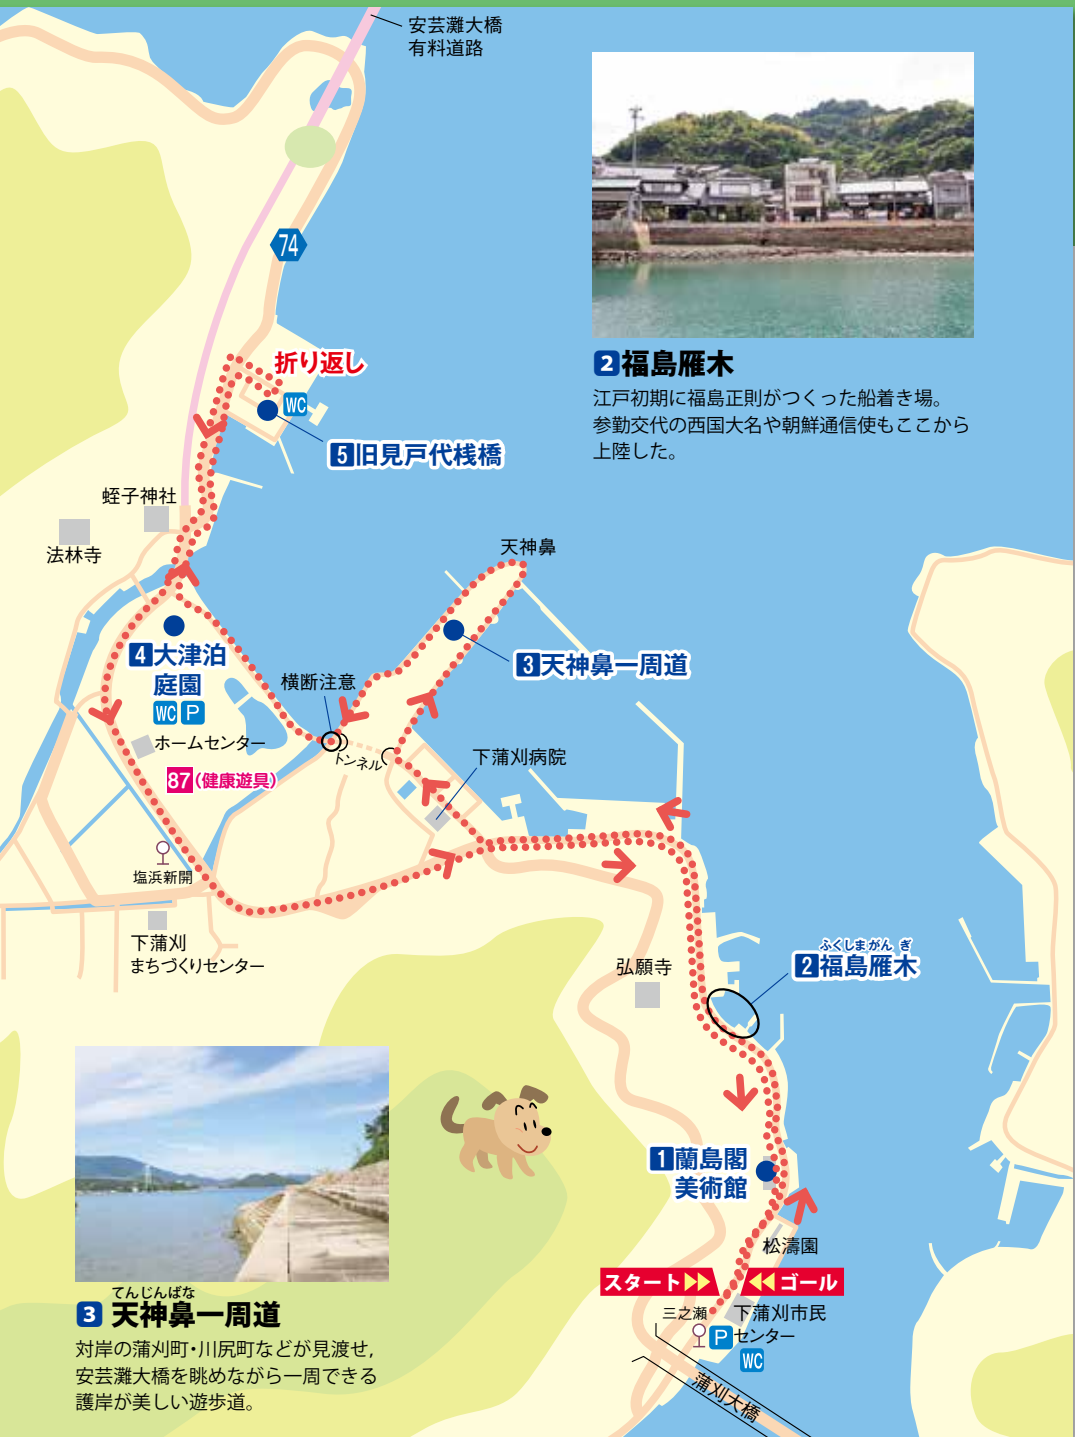 安芸灘大橋
有料道路
74
2福島雁木
江戸初期に福島正則がつくった船着き場。
参勤交代の西国大名や朝鮮通信使もここから
上陸した。
折り返し
WC
5旧見戸代桟橋
蛭子神社
法林寺
天神鼻
3天神鼻一周道
4大津泊
庭園
WC P
横断注意
ホームセンター
トンネル
下蒲刈病院
87(健康遊具)
塩浜新開
下蒲刈
まちづくりセンター
弘願寺
ふくしまがんぎ
2福島雁木
1蘭島閣
美術館
松濤園
スタート
ゴール
三之瀬
下蒲刈市民
センター
P
WC
蒲刈大橋
てんじんばな
3 天神鼻一周道
対岸の蒲刈町・川尻町などが見渡せ,
安芸灘大橋を眺めながら一周できる
護岸が美しい遊歩道。